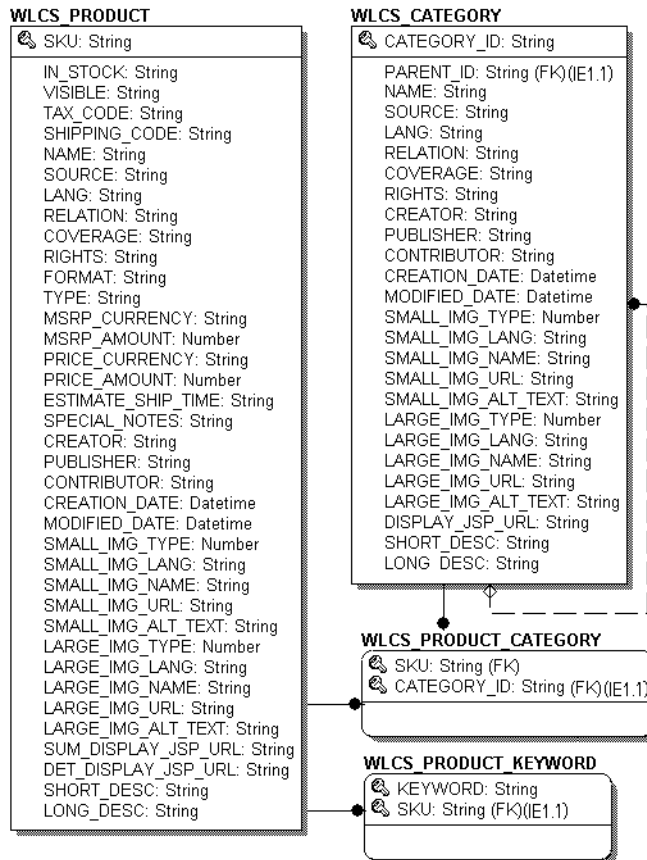 WLCS_PRODUCT
SKU: String
IN_STOCK: String
VISIBLE: String
TAX_CODE: String
SHIPPING_CODE: String
NAME: String
SOURCE: String
LANG: String
RELATION: String
COVERAGE: String
RIGHTS: String
FORMAT: String
TYPE: String
MSRP_CURRENCY: String
MSRP_AMOUNT: Number
PRICE_CURRENCY: String
PRICE_AMOUNT: Number
ESTIMATE_SHIP_TIME: String
SPECIAL_NOTES: String
CREATOR: String
PUBLISHER: String
CONTRIBUTOR: String
CREATION_DATE: Datetime
MODIFIED_DATE: Datetime
SMALL_IMG_TYPE: Number
SMALL_IMG_LANG: String
SMALL_IMG_NAME: String
SMALL_IMG_URL: String
SMALL_IMG_ALT_TEXT: String
LARGE_IMG_TYPE: Number
LARGE_IMG_LANG: String
LARGE_IMG_NAME: String
LARGE_IMG_URL: String
LARGE_IMG_ALT_TEXT: String
SUM_DISPLAY_JSP_URL: String
DET_DISPLAY_JSP_URL: String
SHORT_DESC: String
LONG_DESC: String
WLCS_CATEGORY
CATEGORY_ID: String
PARENT_ID: String (FK)(IE1.1)
NAME: String
SOURCE: String
LANG: String
RELATION: String
COVERAGE: String
RIGHTS: String
CREATOR: String
PUBLISHER: String
CONTRIBUTOR: String
CREATION_DATE: Datetime
MODIFIED_DATE: Datetime
SMALL_IMG_TYPE: Number
SMALL_IMG_LANG: String
SMALL_IMG_NAME: String
SMALL_IMG_URL: String
SMALL_IMG_ALT_TEXT: String
LARGE_IMG_TYPE: Number
LARGE_IMG_LANG: String
LARGE_IMG_NAME: String
LARGE_IMG_URL: String
LARGE_IMG_ALT_TEXT: String
DISPLAY_JSP_URL: String
SHORT_DESC: String
LONG_DESC: String
WLCS_PRODUCT_CATEGORY
SKU: String (FK)
CATEGORY_ID: String (FK)(IE1.1)
WLCS_PRODUCT_KEYWORD
KEYWORD: String
SKU: String (FK)(IE1.1)